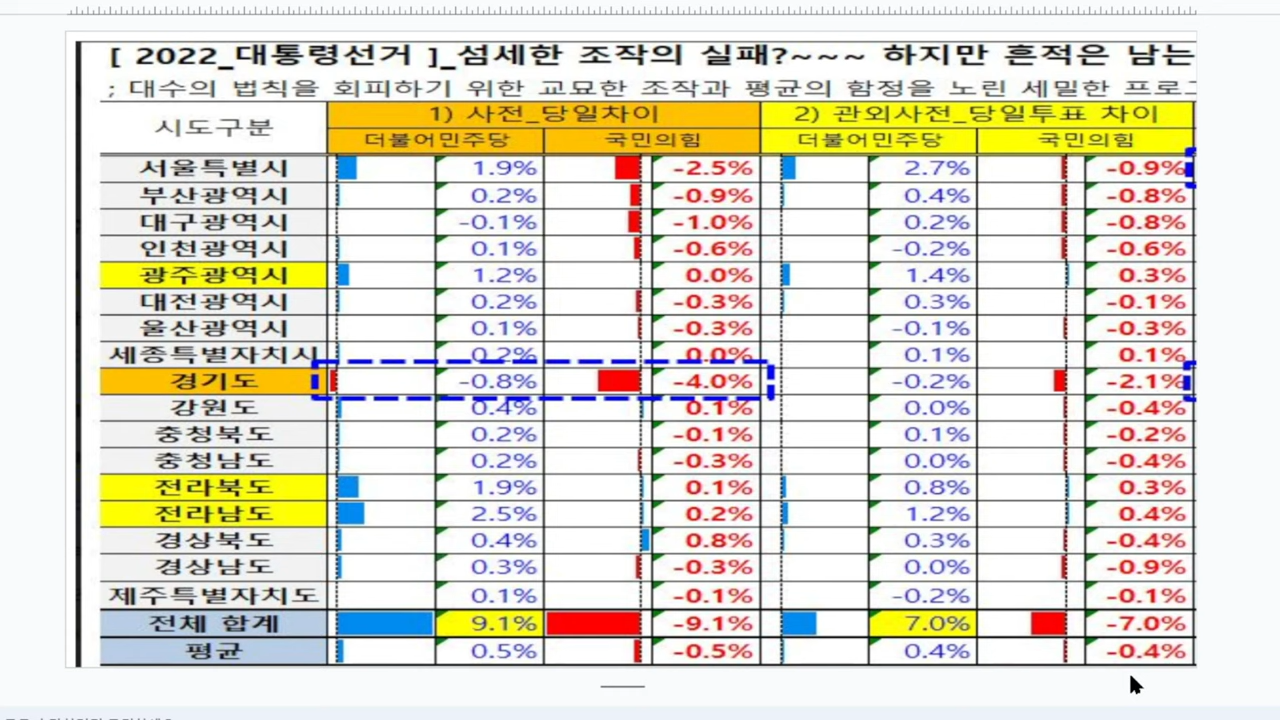 [ 2022_대통령선거 ]_섬세한 조작의 실패?~~~ 하지만 흔적은 남는
; 대수의 법칙을 회피하기 위한 교묘한 조작과 평균의 함정을 노린 세밀한
시도구분 1) 사전_당일차이 2) 관외사전_당일투표 차이
더불어민주당 국민의힘 더불어민주당 국민의힘
서울특별시 1.9% -2.5% 2.7% -0.9%
부산광역시 0.2% -0.9% 0.4% -0.8%
대구광역시 -0.1% -1.0% 0.2% -0.8%
인천광역시 0.1% -0.6% -0.2% -0.6%
광주광역시 1.2% 0.0% 1.4% 0.3%
대전광역시 0.2% -0.3% 0.3% -0.1%
울산광역시 0.1% -0.3% -0.1% -0.3%
세종특별자치시 0.2% 0.0% 0.1% 0.1%
경기도 -0.8% -4.0% -0.2% -2.1%
강원도 0.4% 0.1% 0.0% -0.4%
충청북도 0.2% -0.1% 0.1% -0.2%
충청남도 0.2% -0.3% 0.0% -0.4%
전라북도 1.9% 0.1% 0.8% 0.3%
전라남도 2.5% 0.2% 1.2% 0.4%
경상북도 0.4% 0.8% 0.3% -0.4%
경상남도 0.3% -0.3% 0.0% -0.9%
제주특별자치도 0.1% -0.1% -0.2% -0.1%
전체 합계 9.1% -9.1% 7.0% -7.0%
평균 0.5% -0.5% 0.4% -0.4%